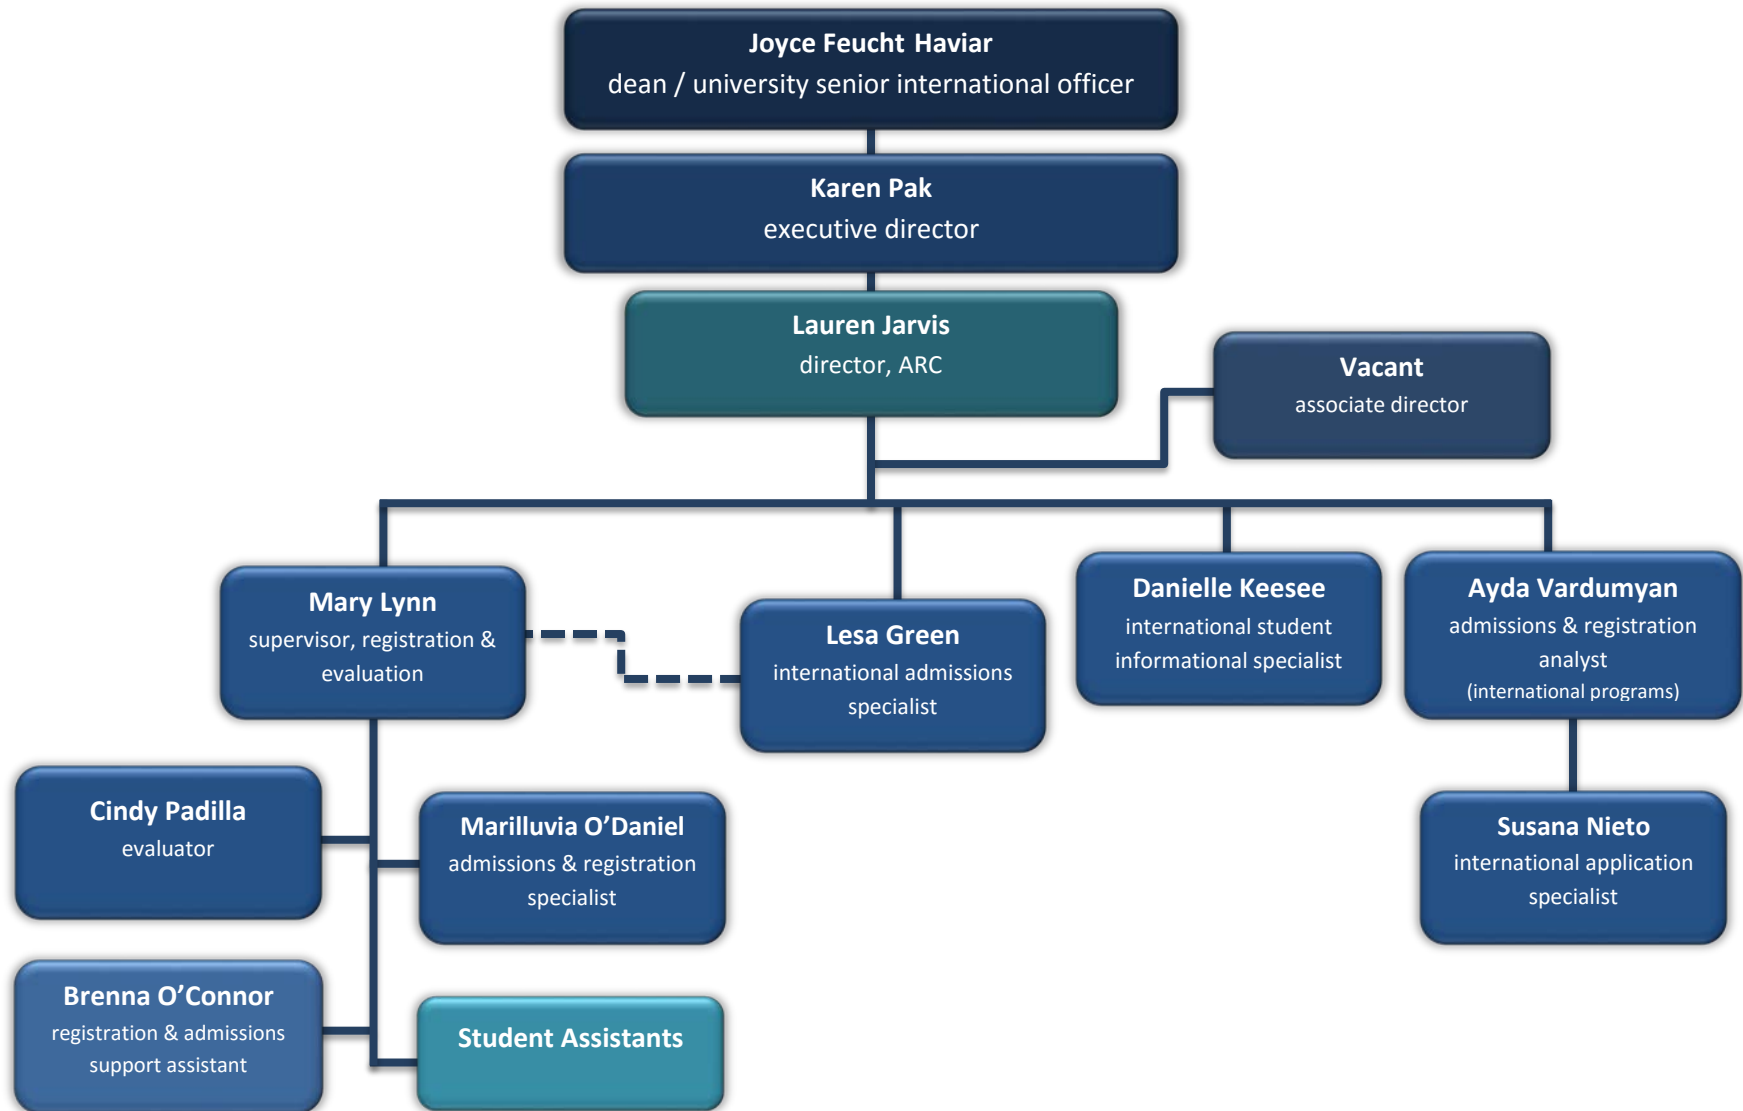 Joyce Feucht Haviar
dean / university senior international officer
Karen Pak
executive director
Lauren Jarvis
director, ARC
Vacant
associate director
Mary Lynn
supervisor, registration &
evaluation
Lesa Green
international admissions
specialist
Danielle Keesee
international student
informational specialist
Ayda Vardumyan
admissions & registration
analyst
(international programs)
Cindy Padilla
evaluator
Marilluvia O’Daniel
admissions & registration
specialist
Susana Nieto
international application
specialist
Brenna O’Connor
registration & admissions
support assistant
Student Assistants